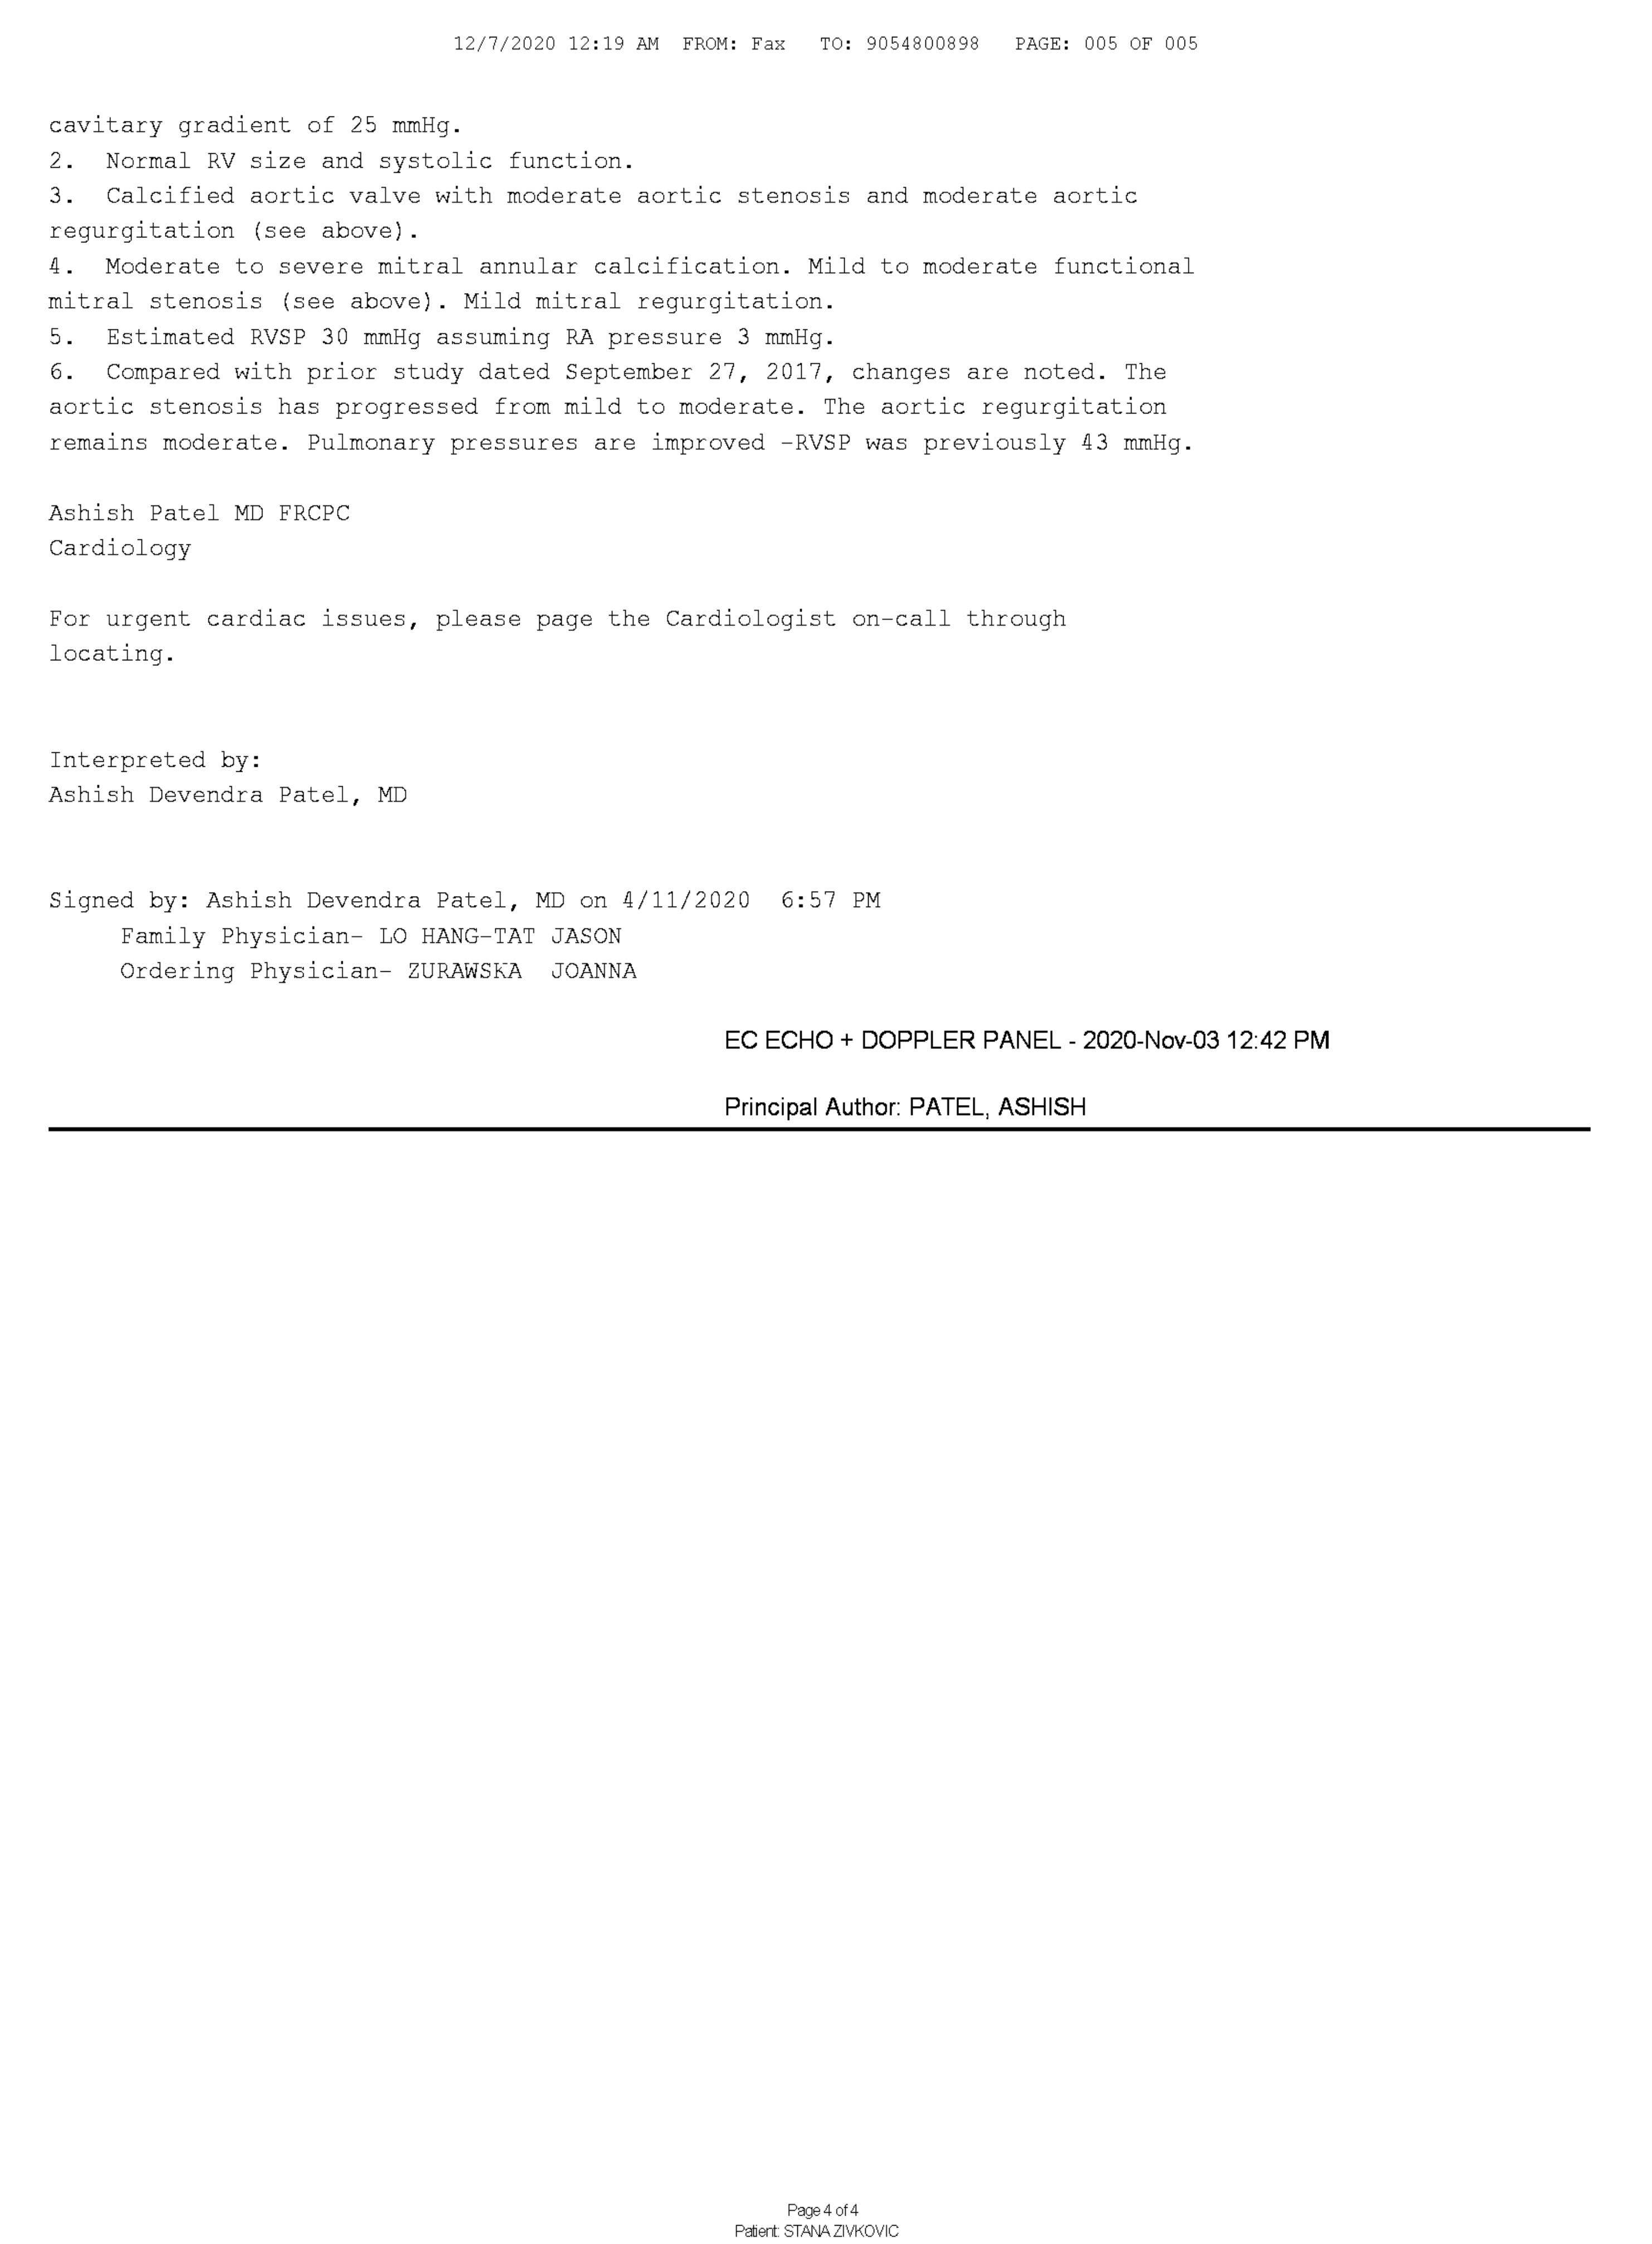 12/7/2020 12:19 AM FROM: Fax TO: 9054800898 PAGE: 005 OF 005
cavitary gradient of 25 mmHg.
2. Normal RV size and systolic function.
3. Calcified aortic valve with moderate aortic stenosis and moderate aortic
regurgitation (see above).
4. Moderate to severe mitral annular calcification. Mild to moderate functional
mitral stenosis (see above). Mild mitral regurgitation.
5. Estimated RVSP 30 mmHg assuming RA pressure 3 mmHg.
6. Compared with prior study dated September 27, 2017, changes are noted. The
aortic stenosis has progressed from mild to moderate. The aortic regurgitation
remains moderate. Pulmonary pressures are improved -RVSP was previously 43 mmHg.
Ashish Patel MD FRCPC
Cardiology
For urgent cardiac issues, please page the Cardiologist on-call through
locating.
Interpreted by:
Ashish Devendra Patel, MD
Signed by: Ashish Devendra Patel, MD on 4/11/2020 6:57 PM
Family Physician- LO HANG-TAT JASON
Ordering Physician- ZURAWSKA JOANNA
EC ECHO + DOPPLER PANEL - 2020-Nov-03 12:42 PM
Principal Author: PATEL, ASHISH
Page 4 of 4
Patient: STANA ZIVKOVIC